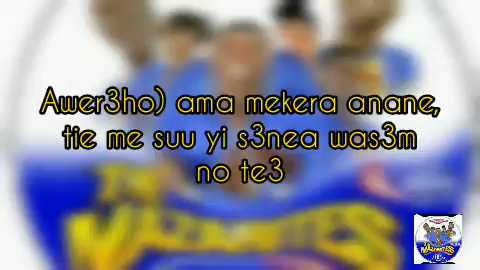 Awer3ho) ama mekera anane,
tie me suu yi s3nea was3m
no te3